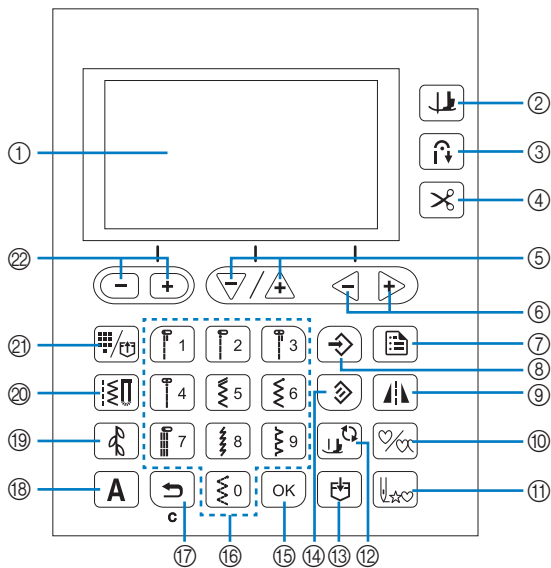 ①
②
③
④
㉒ ⑤
⑥
㉑ 1 2 3 ⑦
⑧
⑳ 4 5 6 ⑨
⑲ 7 8 9 ⑩
⑱ A 0 OK ⑪
C
⑰ ⑯ ⑮ ⑭ ⑬ ⑫